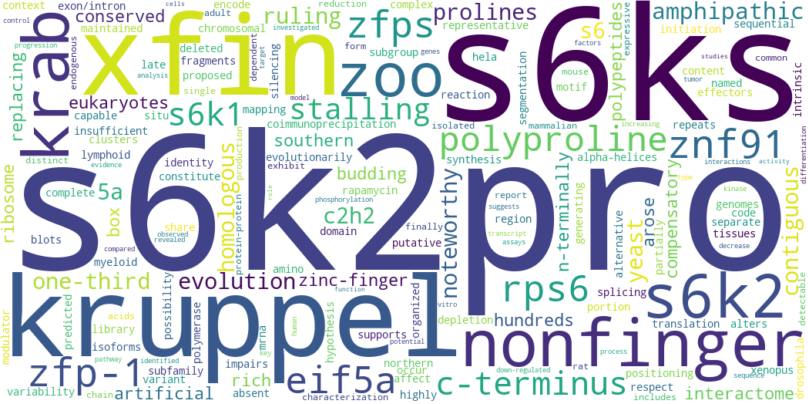 context
exon/intron
adult
encode
ruling
zfps
prolines
s6ks
amphipathic
control
conserved
cells
reduction
complex
representative
s6
initiation
sequential
maintained
chromosomal
krab
xfin
zoo
subgroup
genes
factors
expressive
content
named
effectors
common
studies
intrinsic
progression
late
deleted
form
endogenous
analysis
fragments
proposed
dependent
target
investigated
hela
mouse
motif
tumor
polypeptides
replacing
eukaryotes
single
silencing
model
reaction
segmentation
isolated
mammalian
increasing
capable
situ
s6k1
mapping
stalling
coimmunoprecipitation
insufficient
clusters
southern
polyproline
znf91
repeats
distinct
evidence
lymphoid
identity
evolutionarily
synthesis
alpha-helices
interactions
activity
differentiation
complete
constitute
exhibit
budding
role
rapamycin
type
kinase
genomes
code
separate
tissues
decrease
ribosome
5a
box
share
observed
revealed
homologous
production
protein-protein
c2h2
phosphorylation
domain
finally
putative
noteworthy
report
suggests
region
transcript
assays
n-terminally
generating
alternative
yeast
partially
arose
compensatory
contiguous
blots
compared
myeloid
s6k2pro
one-third
evolution
zinc-finger
amino
function
vitro
rps6
splicing
portion
s6k2
detectable
modulator
kruppel
acids
library
isoforms
predicted
possibility
polymerase
mrna
human
key
hypothesis
supports
potential
organized
depletion
hundreds
translation
alters
nonfinger
zfp-1
pathway
identified
subfamily
variant
impairs
rich
absent
eif5a
northern
occur
affect
highly
down-regulated
process
rat
positioning
respect
includes
xenopus
sequence
drosophila
variability
chain
artificial
characterization
c-terminus
interactome